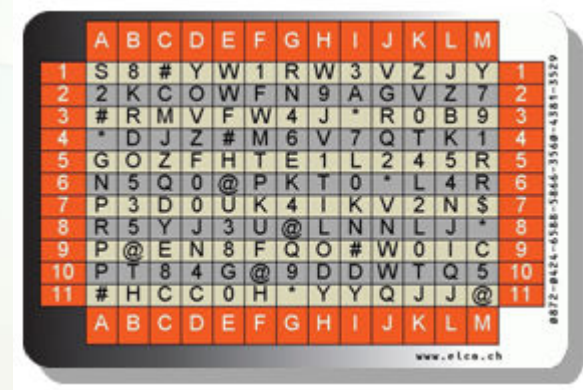 A B C D E F G H I J K L M
1 S 8 # Y W 1 R W 3 V Z J Y 1
2 2 K C O W F N 9 A G V Z 7 2
3 # R M V F W 4 J * R 0 B 9 3
4 * D J Z # M 6 V 7 Q T K 1 4
5 G O Z F H T E 1 L 2 4 5 R 5
6 N 5 Q 0 @ P K T 0 * L 4 R 6
7 P 3 D 0 U K 4 I K V 2 N $ 7
8 R 5 Y J 3 U @ L N N L J * 8
9 P @ E N 8 F Q O # W 0 I C 9
10 P T 8 4 G @ 9 D D W T Q 5 10
11 # H C C 0 H * Y Y Q J J @ 11
A B C D E F G H I J K L M
0872-0424-6588-5866-3560-4381-3529
www.elca.ch